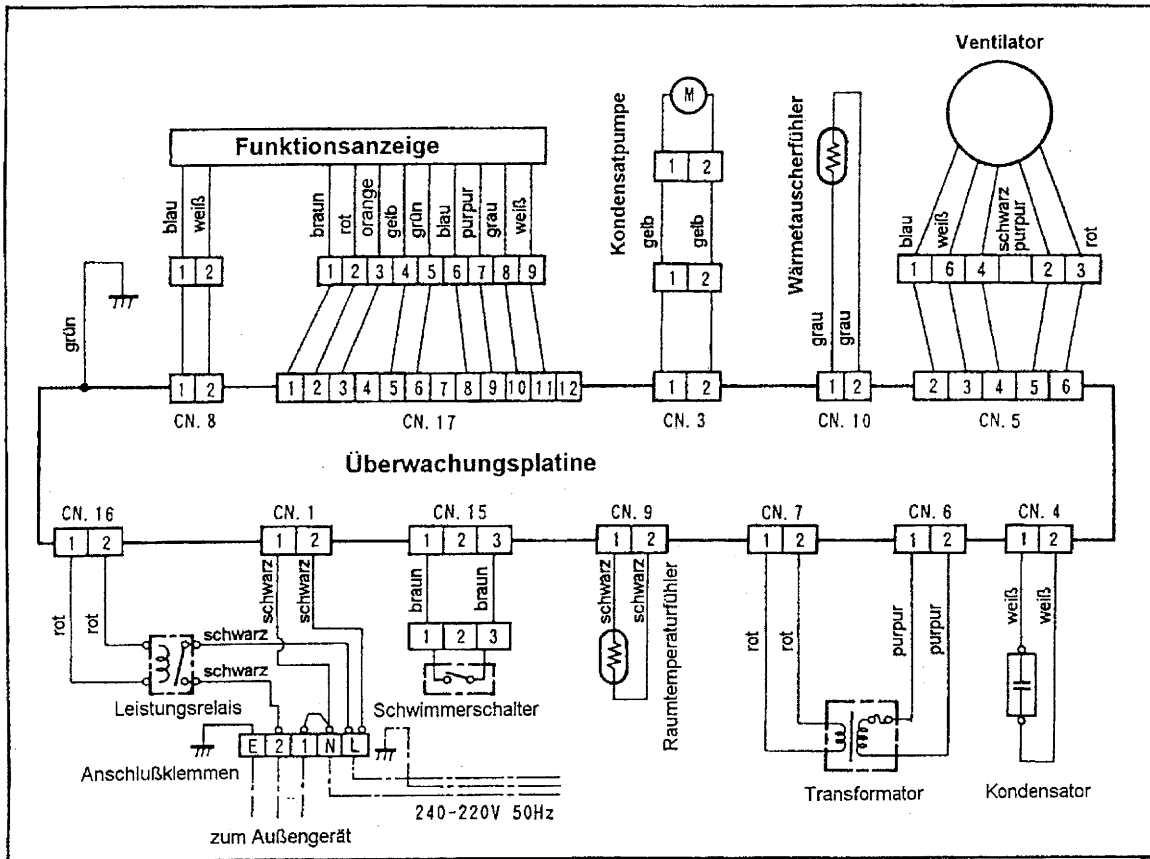 Ventilator
Kondensatpumpe
M
Wärmetauscherfühler
Funktionsanzeige
blau
weiß
braun
rot
orange
gelb
grün
blau
purpur
grau
weiß
1 2
gelb
gelb
blau
weiß
schwarz
purpur
rot
1 2
1 2 3 4 5 6 7 8 9
1 2
1 6 4 2 3
grün
grau
grau
1 2
1 2 3 4 5 6 7 8 9 10 11 12
1 2
1 2
2 3 4 5 6
CN. 8
CN. 17
CN. 3
CN. 10
CN. 5
Überwachungsplatine
CN. 16
CN. 1
CN. 15
CN. 9
CN. 7
CN. 6
CN. 4
1 2
1 2
1 2 3
1 2
1 2
1 2
1 2
rot
rot
schwarz
schwarz
braun
braun
schwarz
schwarz
Raumtemperaturfühler
rot
rot
purpur
purpur
weiß
weiß
schwarz
schwarz
1 2 3
Leistungsrelais
Schwimmerschalter
E 2 1 N L
Anschlußklemmen
Transformator
Kondensator
240-220V 50Hz
zum Außengerät